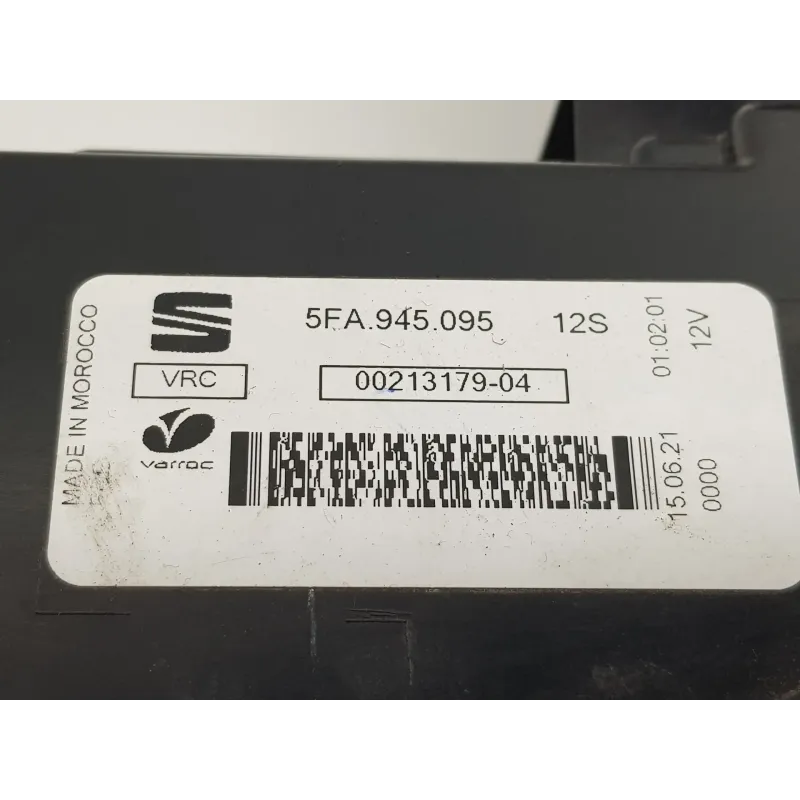 MADE IN MOROCCO
5FA.945.095 12S
VRC
00213179-04
varroc
01:02:01
12V
15.06.21
0000